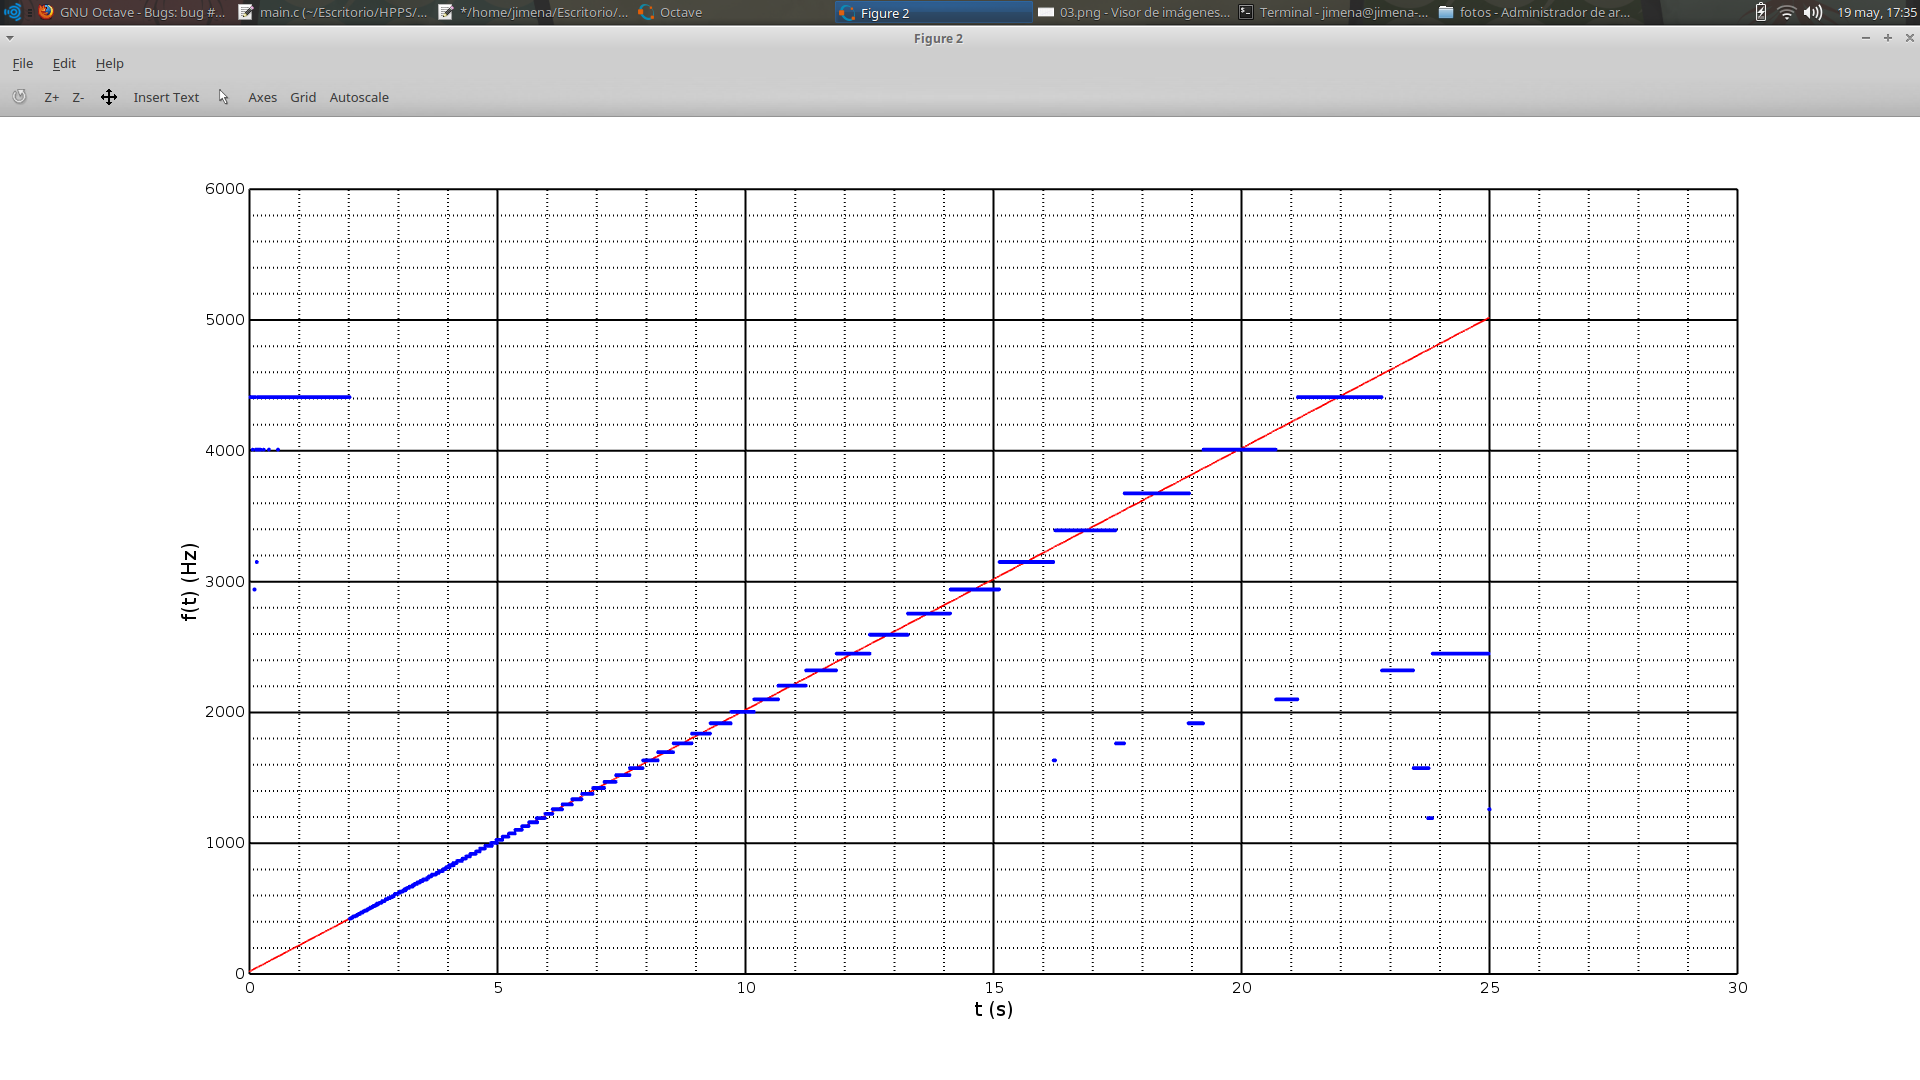 GNU Octave - Bugs: bug #... main.c (~/Escritorio/HPPS/... */home/jimena/Escritorio/... Octave Figure 2 03.png - Visor de imágenes... Terminal - jimena@jimena-... fotos - Administrador de ar... 19 may, 17:35
Figure 2
File Edit Help
Z+ Z- Insert Text Axes Grid Autoscale
6000
5000
4000
f(t) (Hz)
3000
2000
1000
0
0 5 10 15 20 25 30
t (s)